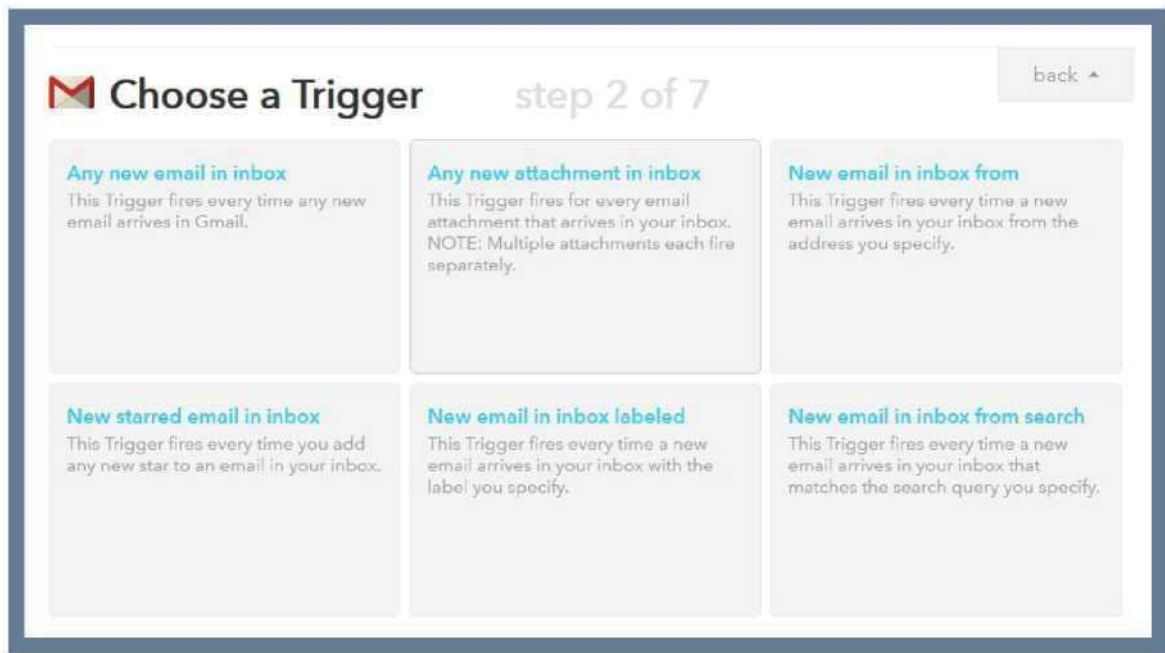 Choose a Trigger
step 2 of 7
back
Any new email in inbox
This Trigger fires every time any new
email arrives in Gmail.
Any new attachment in inbox
This Trigger fires for every email
attachment that arrives in your inbox.
NOTE: Multiple attachments each fire
separately.
New email in inbox from
This Trigger fires every time a new
email arrives in your inbox from the
address you specify.
New starred email in inbox
This Trigger fires every time you add
any new star to an email in your inbox.
New email in inbox labeled
This Trigger fires every time a new
email arrives in your inbox with the
label you specify.
New email in inbox from search
This Trigger fires every time a new
email arrives in your inbox that
matches the search query you specify.